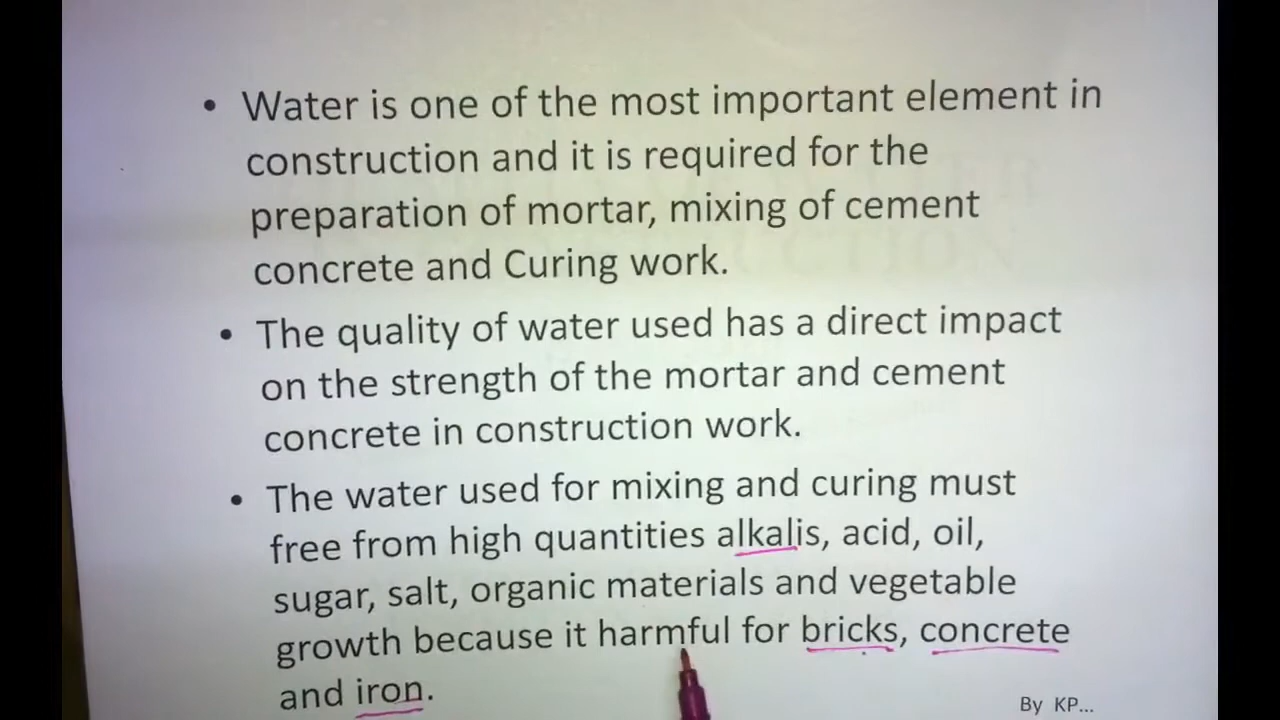 • Water is one of the most important element in
construction and it is required for the
preparation of mortar, mixing of cement
concrete and Curing work.
• The quality of water used has a direct impact
on the strength of the mortar and cement
concrete in construction work.
• The water used for mixing and curing must
free from high quantities alkalis, acid, oil,
sugar, salt, organic materials and vegetable
growth because it harmful for bricks, concrete
and iron.
By KP...